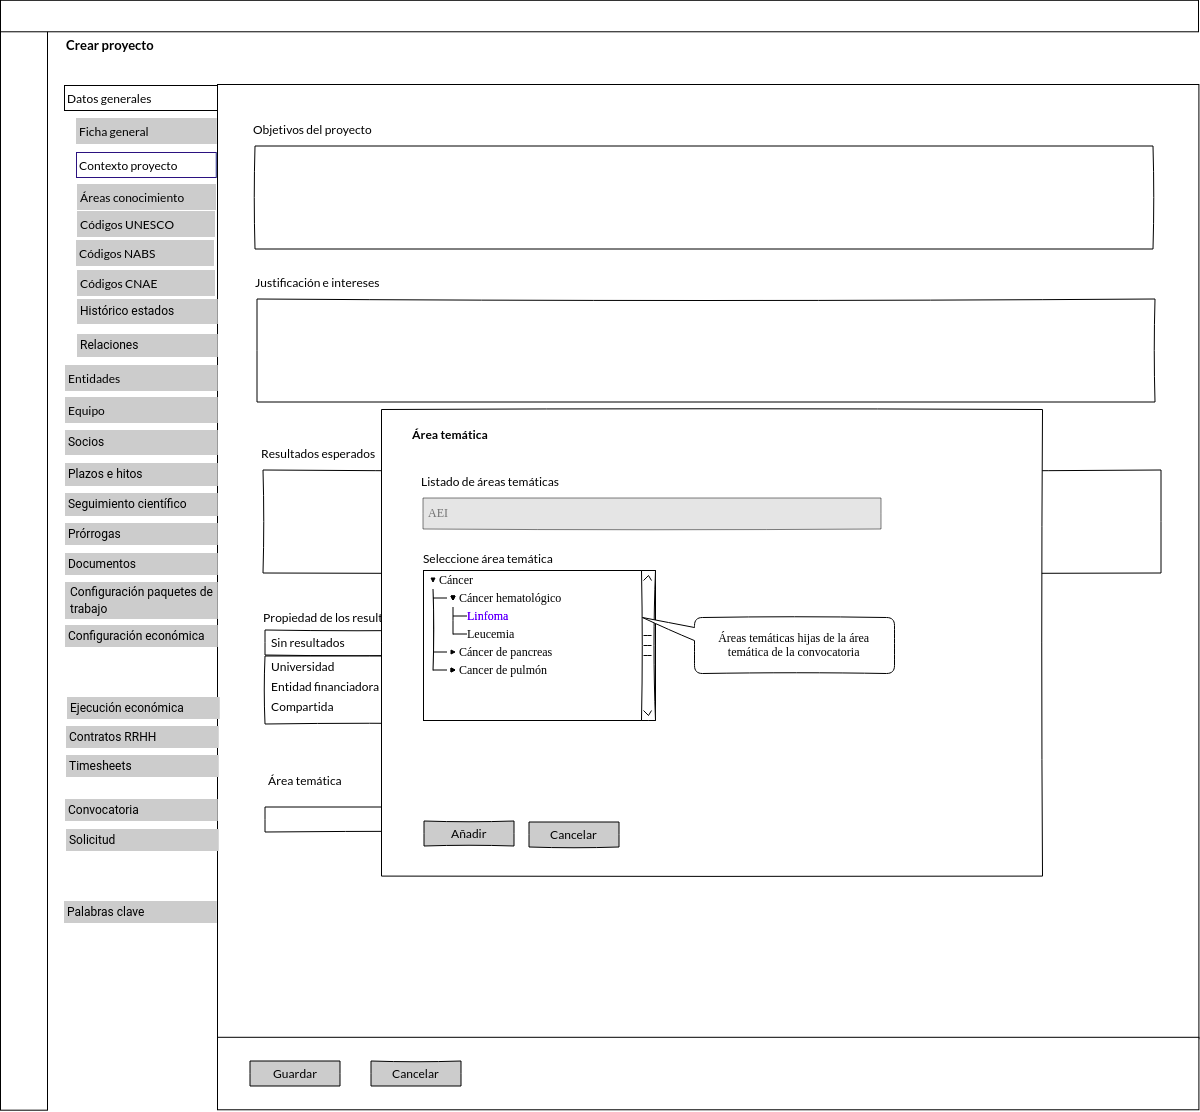 Crear proyecto
Datos generales
Ficha general
Contexto proyecto
Áreas conocimiento
Códigos UNESCO
Códigos NABS
Códigos CNAE
Histórico estados
Relaciones
Entidades
Equipo
Socios
Plazos e hitos
Seguimiento científico
Prórrogas
Documentos
Configuración paquetes de
trabajo
Configuración económica
Ejecución económica
Contratos RRHH
Timesheets
Convocatoria
Solicitud
Palabras clave
Objetivos del proyecto
Justificación e intereses
Resultados esperados
Propiedad de los result
Sin resultados
Universidad
Entidad financiadora
Compartida
Área temática
Área temática
Listado de áreas temáticas
AEI
Seleccione área temática
Cáncer
Cáncer hematológico
Linfoma
Leucemia
Cáncer de pancreas
Cancer de pulmón
Áreas temáticas hijas de la área
temática de la convocatoria
Añadir
Cancelar
Guardar
Cancelar